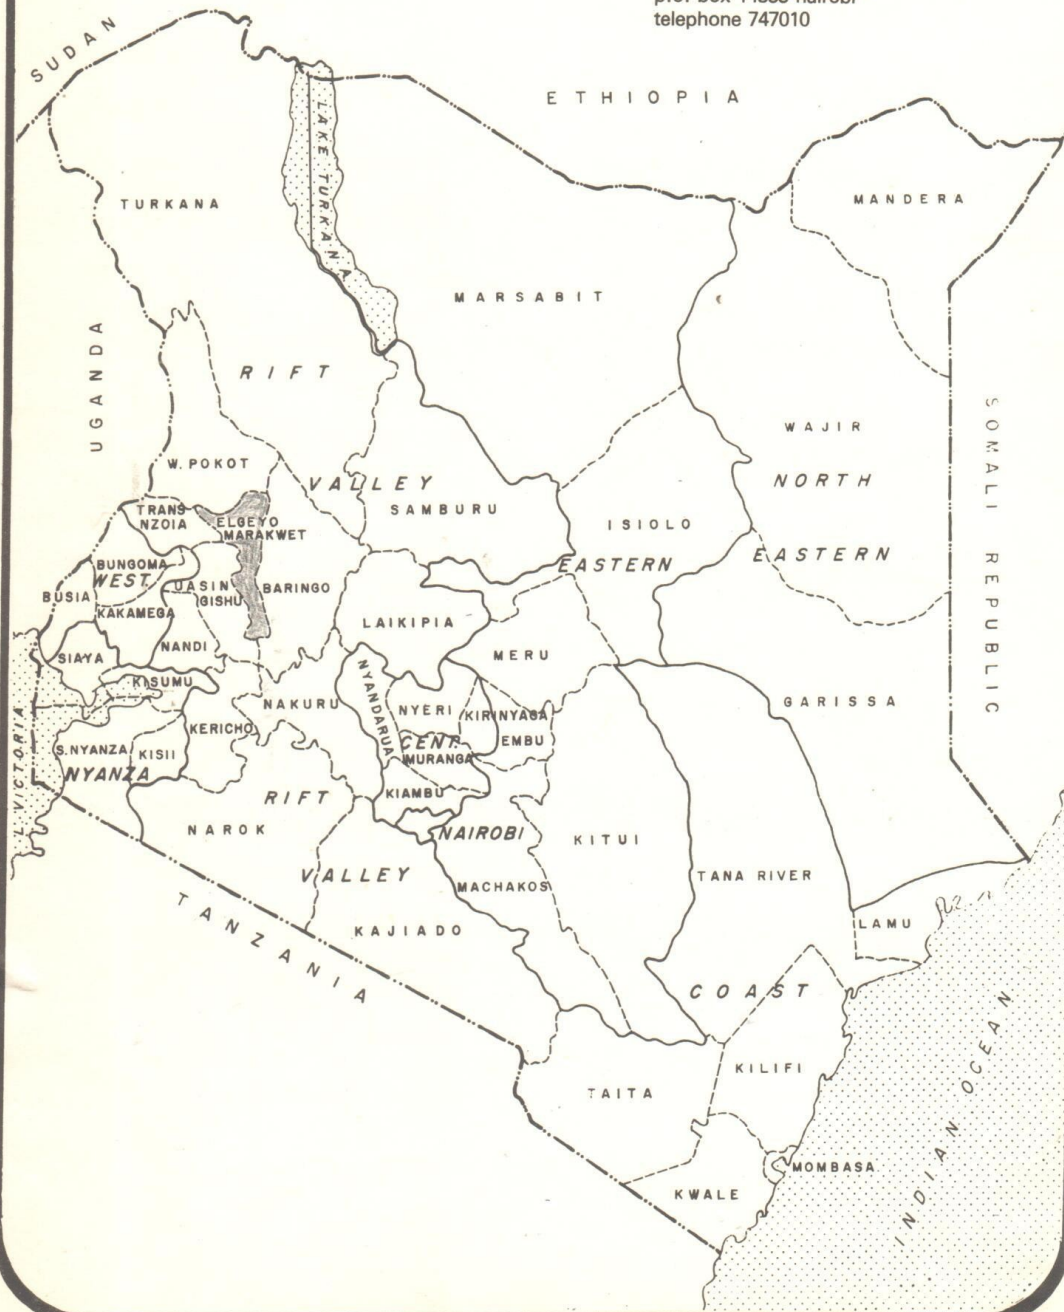 telephone 747010
SUDAN
ETHIOPIA
LAKE TURKANA
TURKANA
MANDERA
MARSABIT
UGANDA
RIFT
SOMALI REPUBLIC
WAJIR
W. POKOT
VALLEY
NORTH
SAMBURU
TRANS
NZOIA
ELGEYO
MARAKWET
ISIOLO
EASTERN
EASTERN
BUNGOMA
WEST.
UASIN
GISHU
BARINGO
BUSIA
KAKAMEGA
LAIKIPIA
NANDI
SIAYA
MERU
KISUMU
NYANDARUA
NAKURU
NYERI
KIRINYAGA
GARISSA
KERICHO
CENT.
EMBU
S. NYANZA
KISII
MURANGA
NYANZA
L. VICTORIA
KIAMBU
RIFT
NAROK
NAIROBI
KITUI
VALLEY
MACHAKOS
TANA RIVER
TANZANIA
KAJIADO
LAMU
COAST
INDIAN OCEAN
KILIFI
TAITA
MOMBASA
KWALE